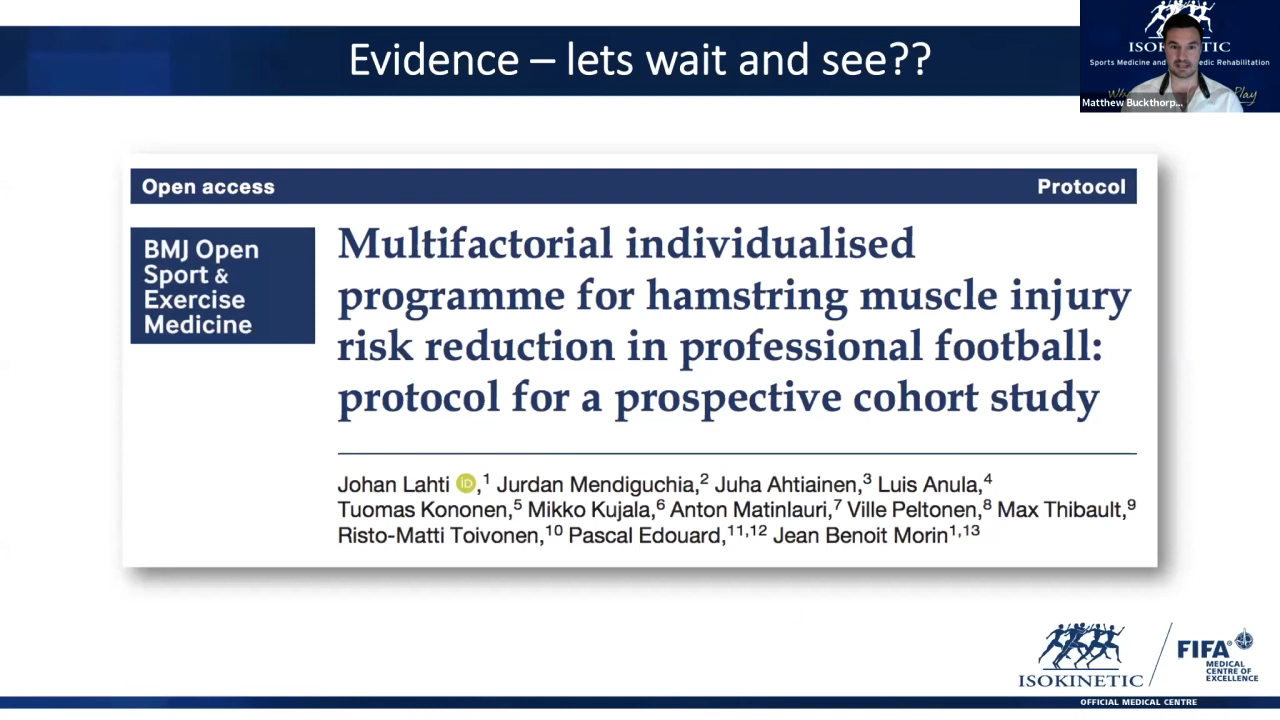 Evidence – lets wait and see??
ISOKINETIC
Sports Medicine and edic Rehabilitation
Play
Matthew Buckthorp...
Open access
Protocol
BMJ Open
Sport &
Exercise
Medicine
Multifactorial individualised
programme for hamstring muscle injury
risk reduction in professional football:
protocol for a prospective cohort study
Johan Lahti iD,1 Jurdan Mendiguchia,2 Juha Ahtiainen,3 Luis Anula,4
Tuomas Kononen,5 Mikko Kujala,6 Anton Matinlauri,7 Ville Peltonen,8 Max Thibault,9
Risto-Matti Toivonen,10 Pascal Edouard,11,12 Jean Benoit Morin1,13
ISOKINETIC
FIFA®
MEDICAL
CENTRE OF
EXCELLENCE
OFFICIAL MEDICAL CENTRE